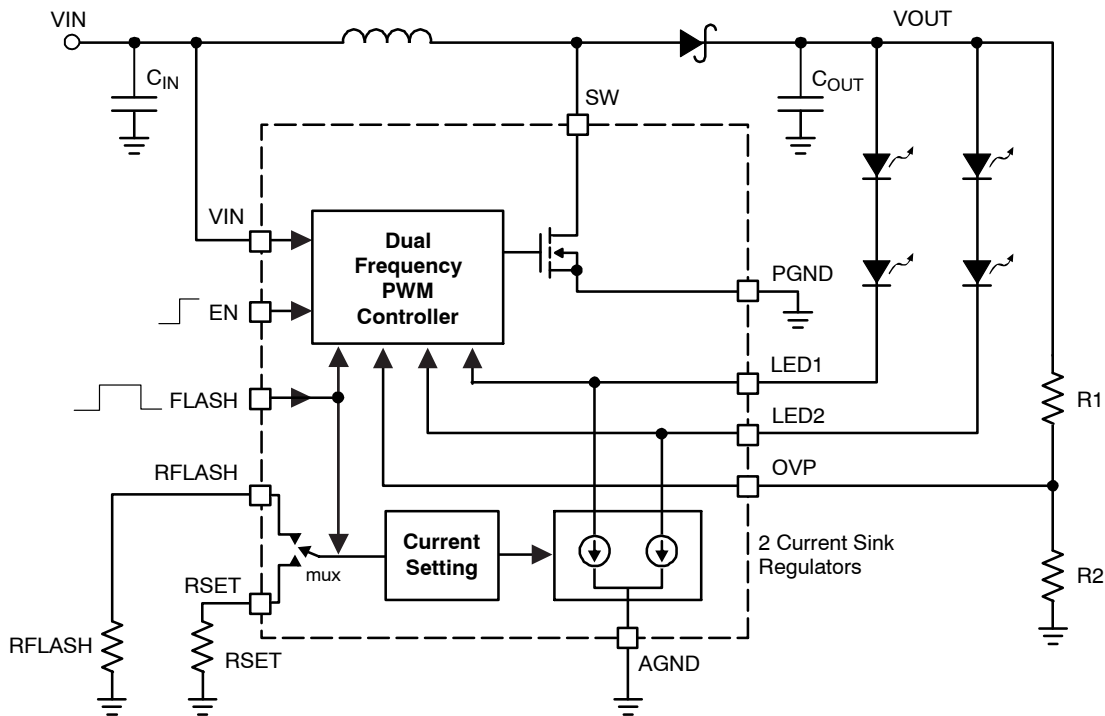 VIN
VOUT
CIN
COUT
SW
VIN
Dual
Frequency
PWM
Controller
PGND
EN
LED1
FLASH
R1
LED2
RFLASH
OVP
Current
Setting
2 Current Sink
Regulators
mux
RSET
R2
RFLASH
RSET
AGND